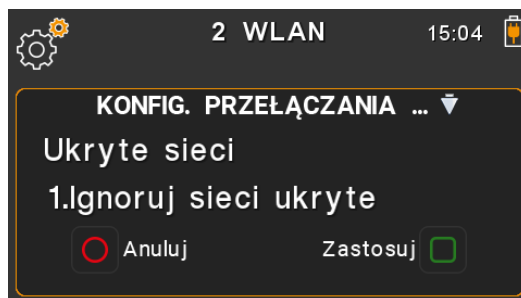 2 WLAN 15:04
KONFIG. PRZEŁĄCZANIA ...
Ukryte sieci
1.Ignoruj sieci ukryte
Anuluj Zastosuj